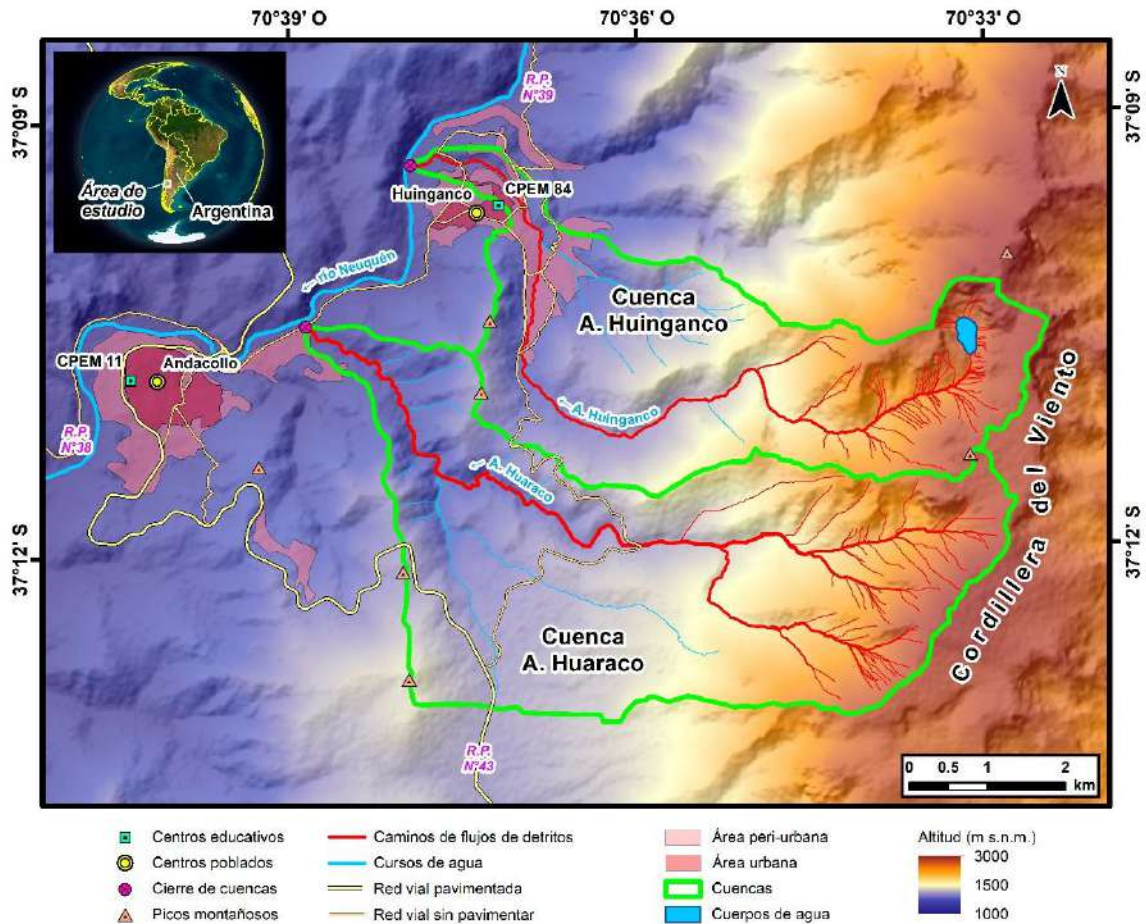 70°39' O
70°36' O
70°33' O
37°09' S
37°09' S
37°12' S
37°12' S
Área de
estudio
Argentina
R.P.
N°39
N
Huinganco
CPEM 84
← río Neuquén
Cuenca
A. Huinganco
CPEM 11
Andacollo
← A. Huinganco
R.P.
N°38
← A. Huaraco
Cordillera del Viento
Cuenca
A. Huaraco
R.P.
N°43
0 0.5 1 2
km
Centros educativos
Centros poblados
Cierre de cuencas
Picos montañosos
Caminos de flujos de detritos
Cursos de agua
Red vial pavimentada
Red vial sin pavimentar
Área peri-urbana
Área urbana
Cuencas
Cuerpos de agua
Altitud (m s.n.m.)
3000
1500
1000